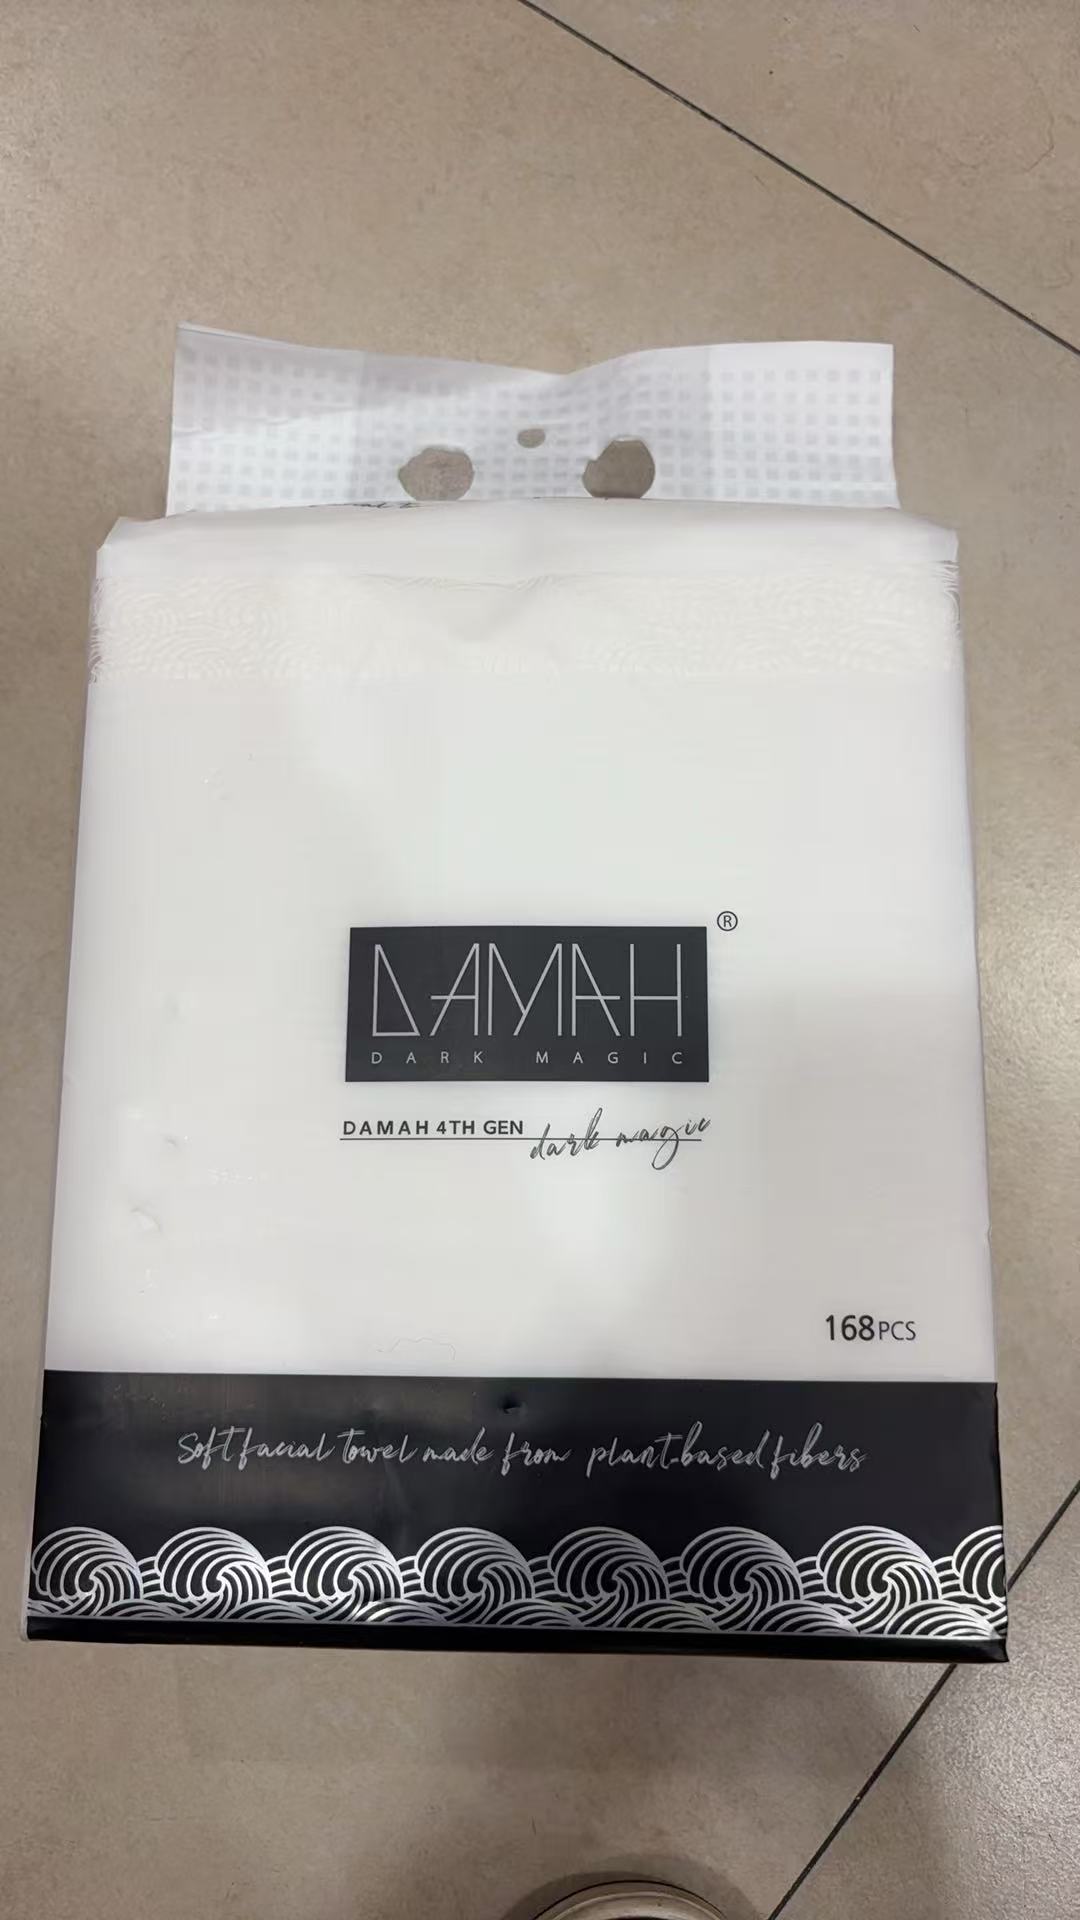 ®
DAMAH
DARK MAGIC
DAMAH 4TH GEN dark magic
168PCS
Soft facial towel made from plant-based fibers